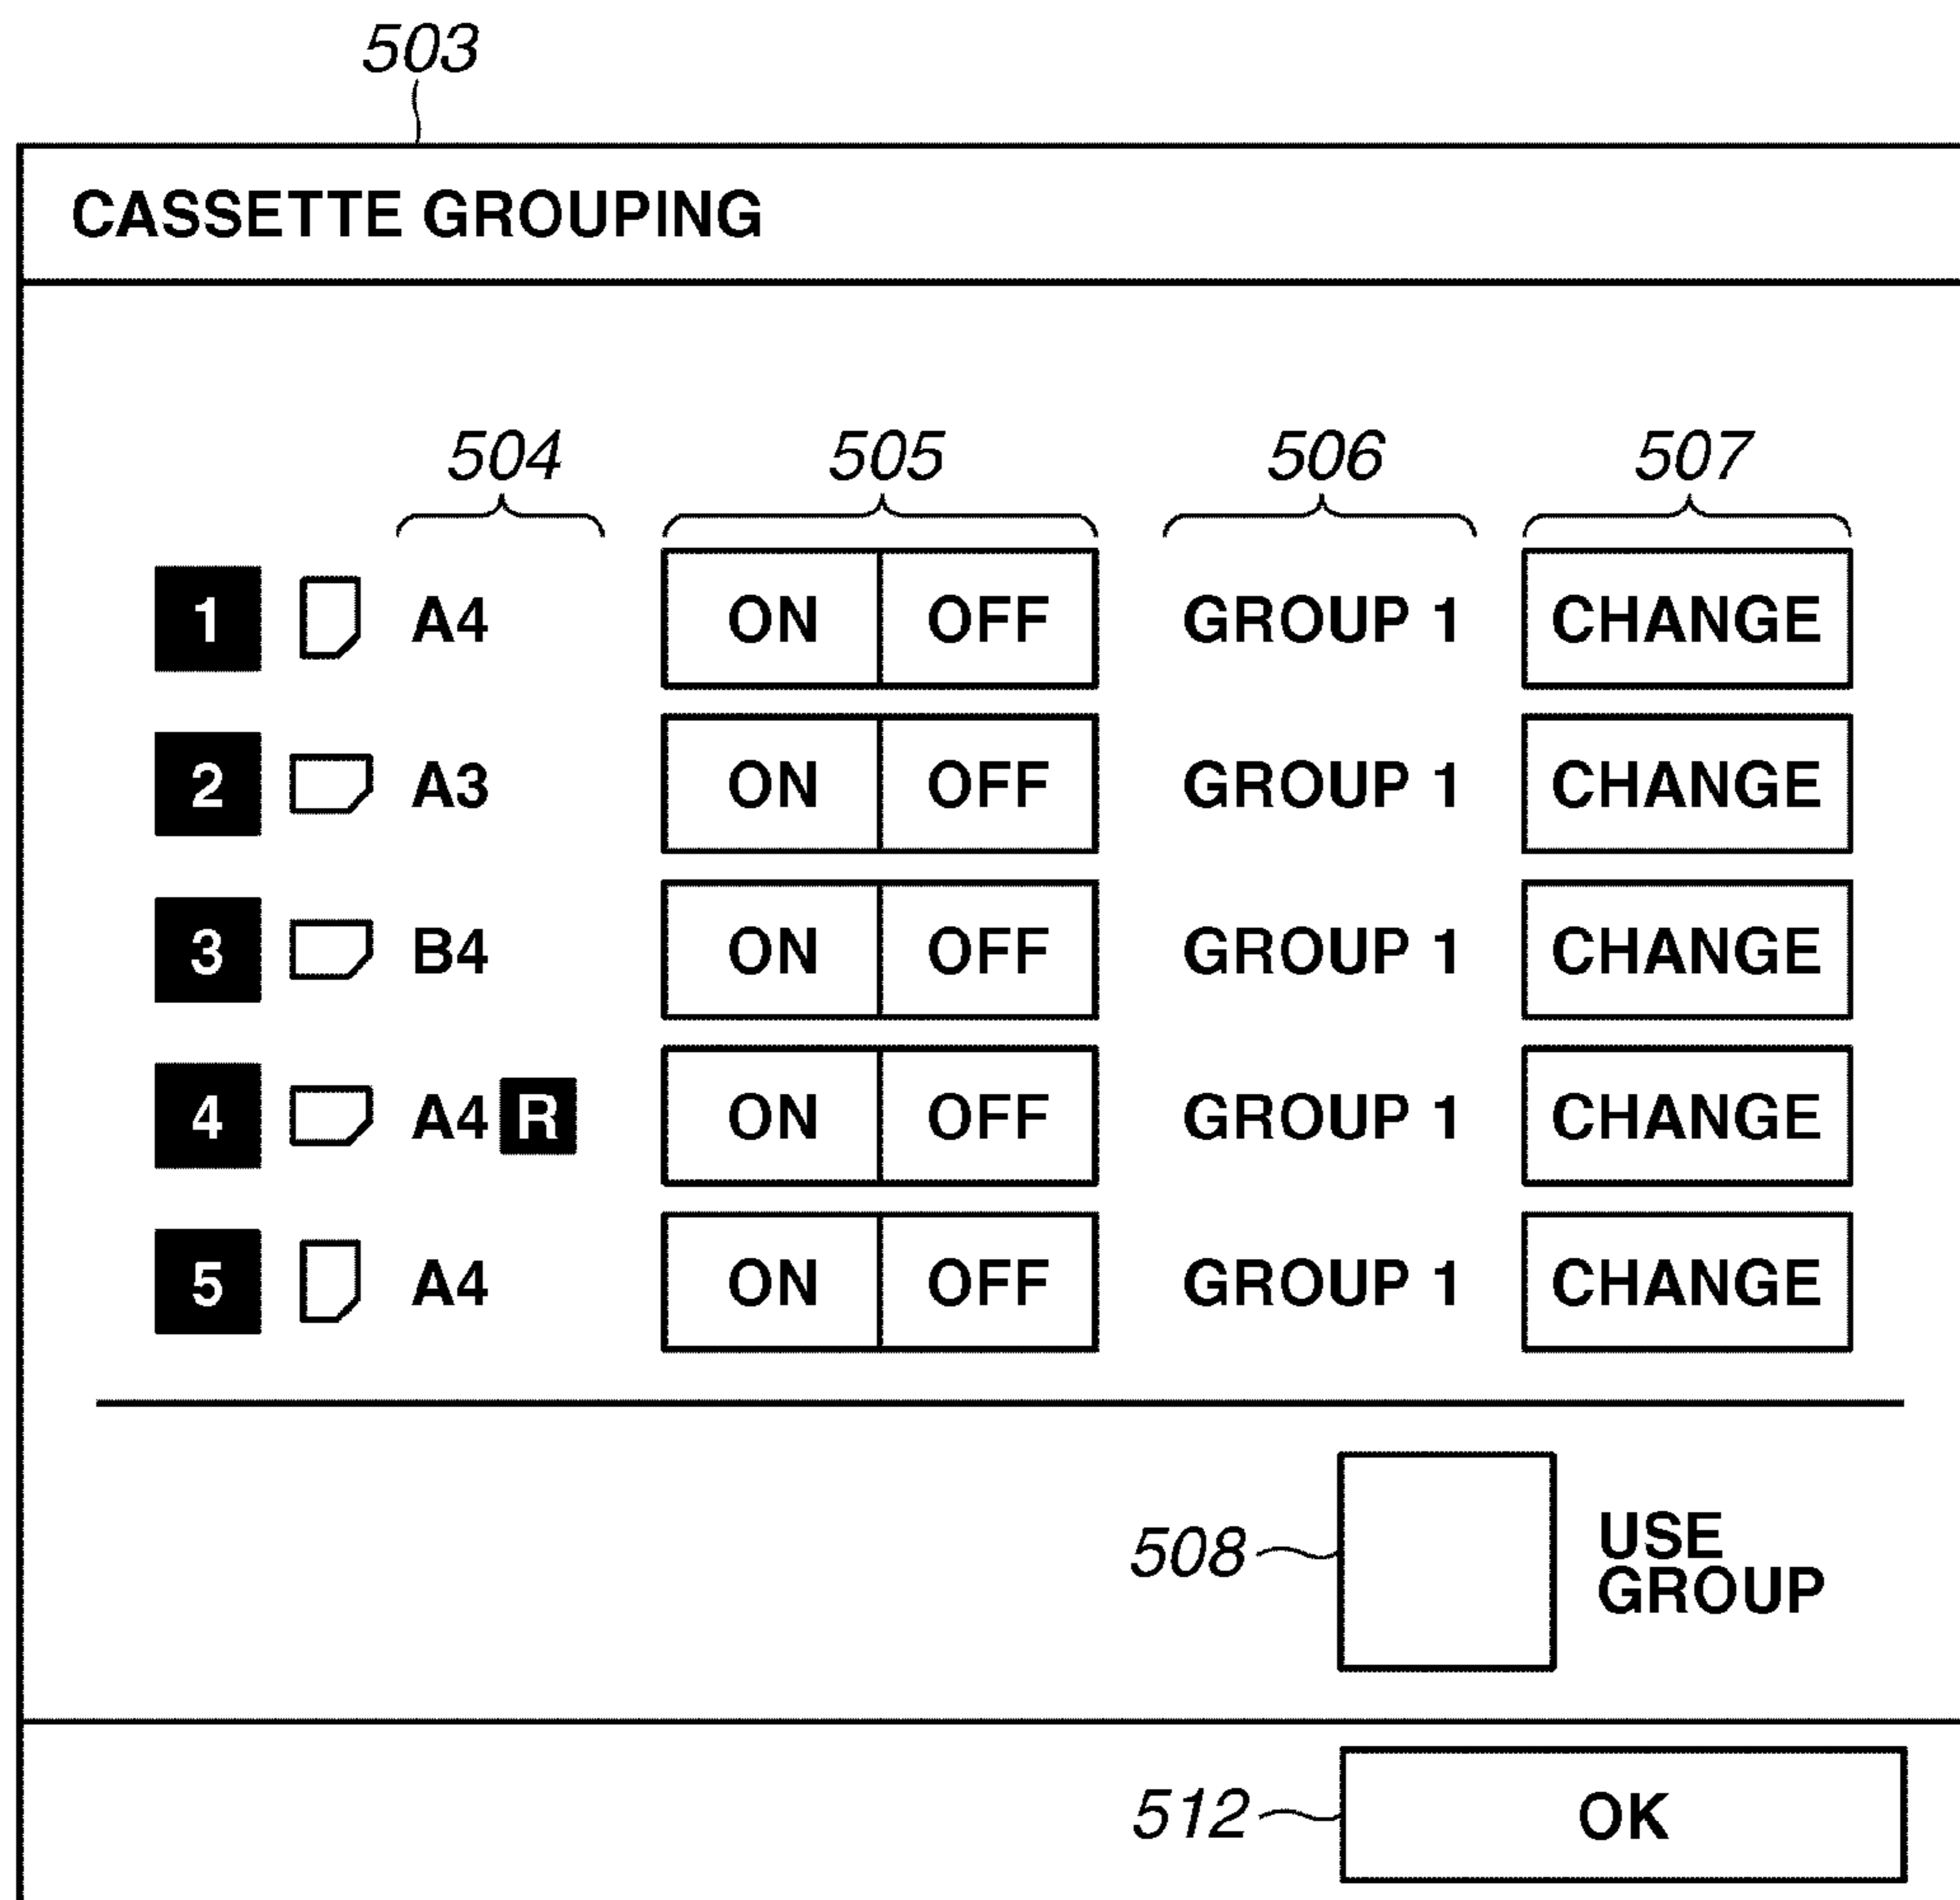 503
CASSETTE GROUPING
504 505 506 507
1 A4 ON OFF GROUP 1 CHANGE
2 A3 ON OFF GROUP 1 CHANGE
3 B4 ON OFF GROUP 1 CHANGE
4 A4 R ON OFF GROUP 1 CHANGE
5 A4 ON OFF GROUP 1 CHANGE
508 USE
GROUP
512 OK